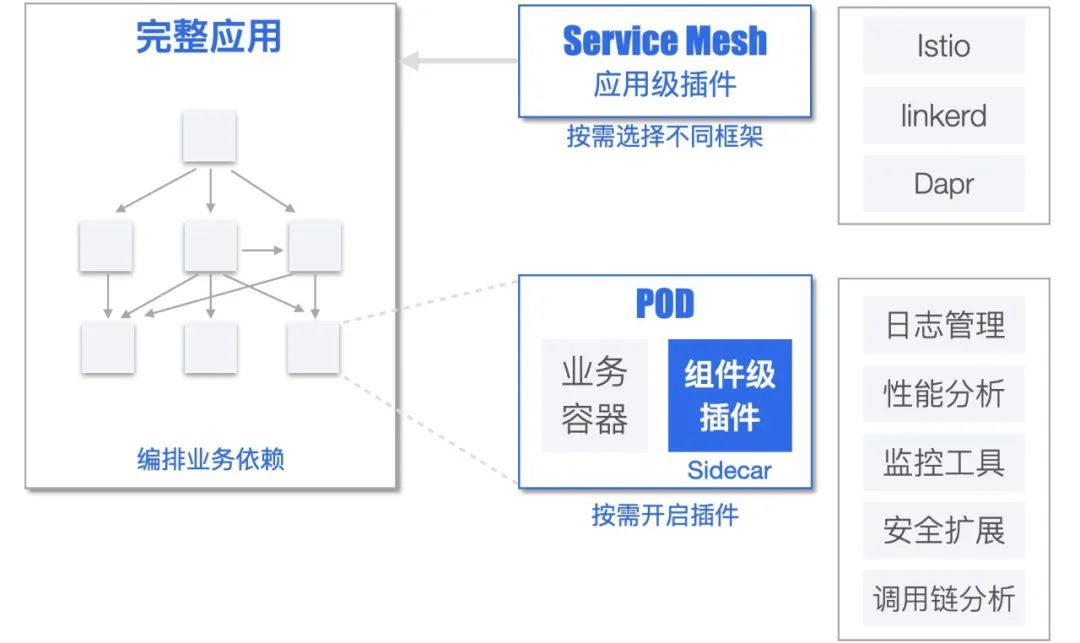 完整应用
编排业务依赖
Service Mesh
应用级插件
按需选择不同框架
Istio
linkerd
Dapr
POD
业务
容器
组件级
插件
Sidecar
按需开启插件
日志管理
性能分析
监控工具
安全扩展
调用链分析